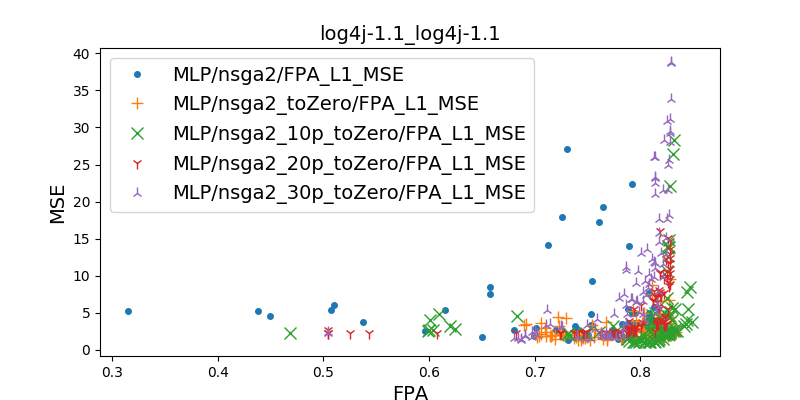 log4j-1.1_log4j-1.1
MSE
40
35
30
25
20
15
10
5
0
MLP/nsga2/FPA_L1_MSE
MLP/nsga2_toZero/FPA_L1_MSE
MLP/nsga2_10p_toZero/FPA_L1_MSE
MLP/nsga2_20p_toZero/FPA_L1_MSE
MLP/nsga2_30p_toZero/FPA_L1_MSE
0.3 0.4 0.5 0.6 0.7 0.8
FPA